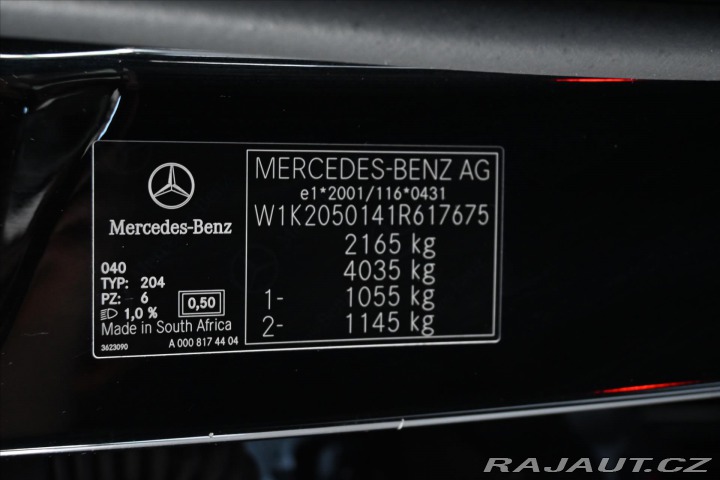 MERCEDES-BENZ AG
e1*2001/116*0431
W1K2050141R617675
2165 kg
4035 kg
1- 1055 kg
2- 1145 kg
Mercedes-Benz
040
TYP: 204
PZ: 6
0,50
1,0 %
Made in South Africa
3623090 A 000 817 44 04
RAJAUT.CZ